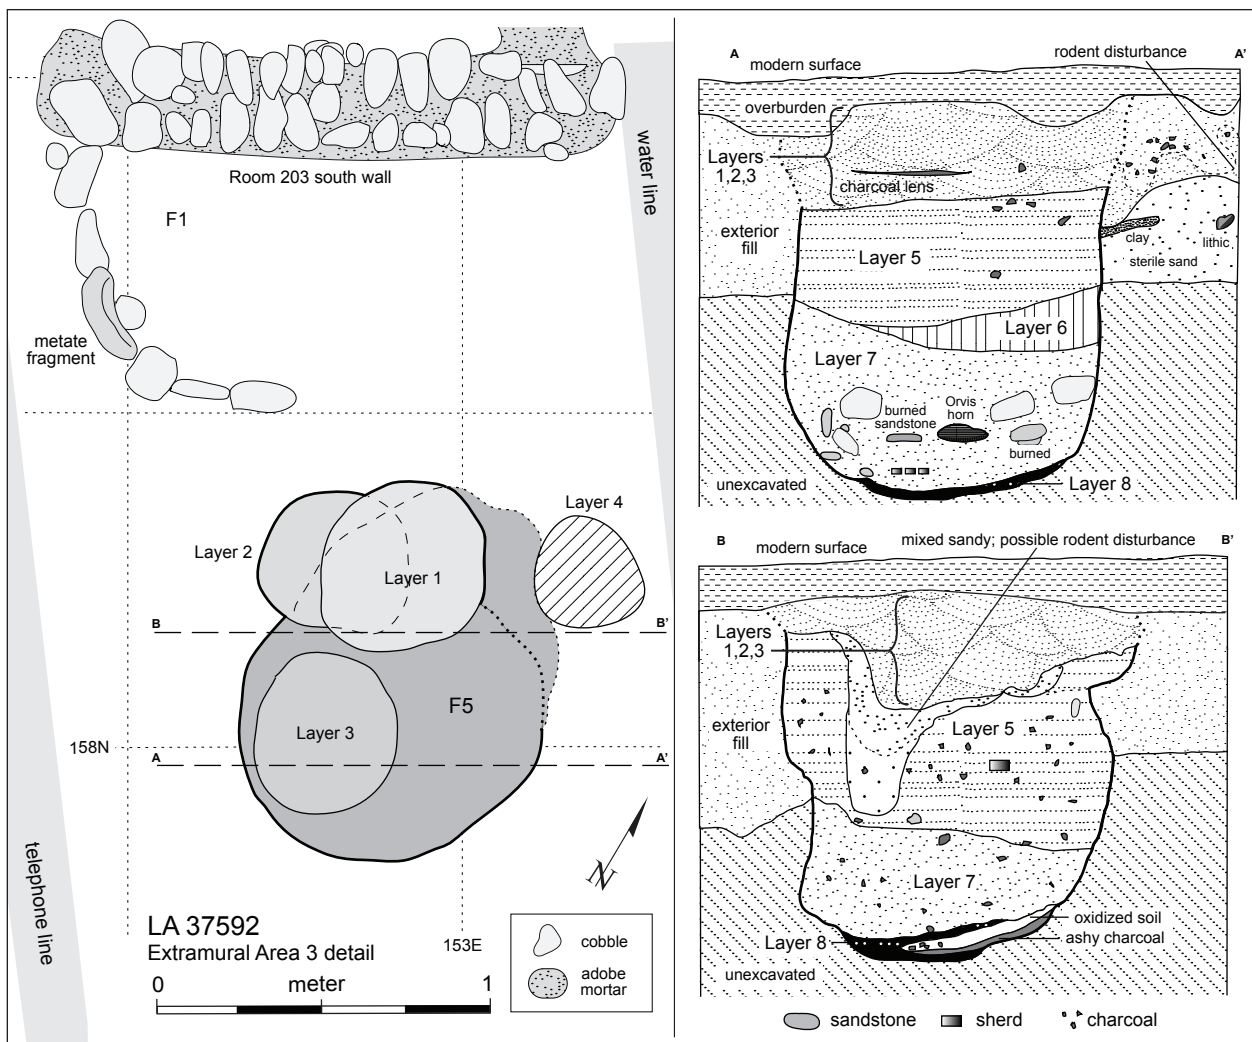 Room 203 south wall
F1
water line
metate
fragment
Layer 4
Layer 2
Layer 1
B
B'
F5
Layer 3
158N
A
A'
telephone line
N
LA 37592
Extramural Area 3 detail
153E
0
meter
1
cobble
adobe
mortar
A
rodent disturbance
A'
modern surface
overburden
Layers
1,2,3
charcoal lens
exterior
fill
Layer 5
clay
lithic
sterile sand
Layer 6
Layer 7
burned
sandstone
Orvis
horn
burned
unexcavated
Layer 8
B
mixed sandy; possible rodent disturbance
B'
modern surface
Layers
1,2,3
exterior
fill
Layer 5
Layer 7
oxidized soil
ashy charcoal
Layer 8
unexcavated
sandstone
sherd
charcoal